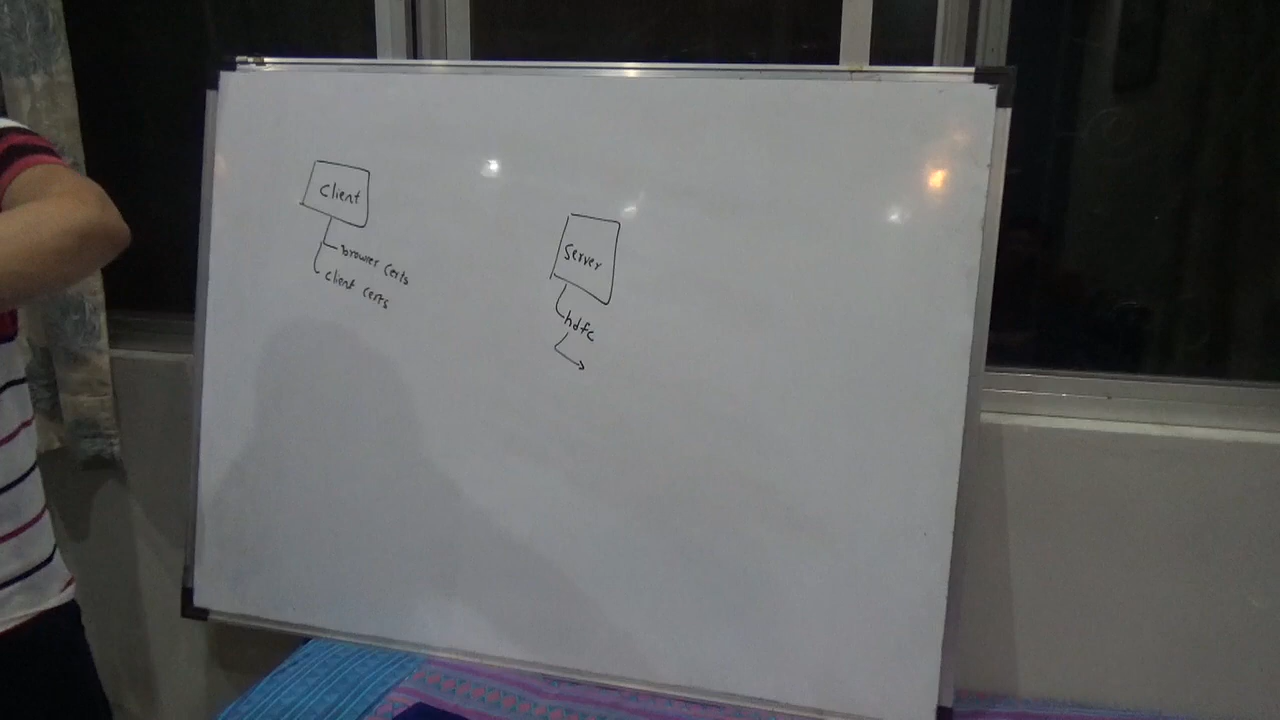 Client
browser certs
client certs
Server
hdfc